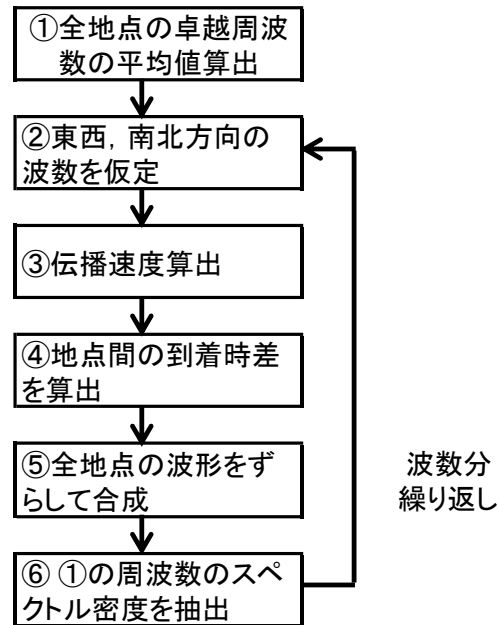 ①全地点の卓越周波
数の平均値算出
②東西，南北方向の
波数を仮定
③伝播速度算出
④地点間の到着時差
を算出
⑤全地点の波形をず
らして合成
⑥ ①の周波数のスペ
クトル密度を抽出
波数分
繰り返し